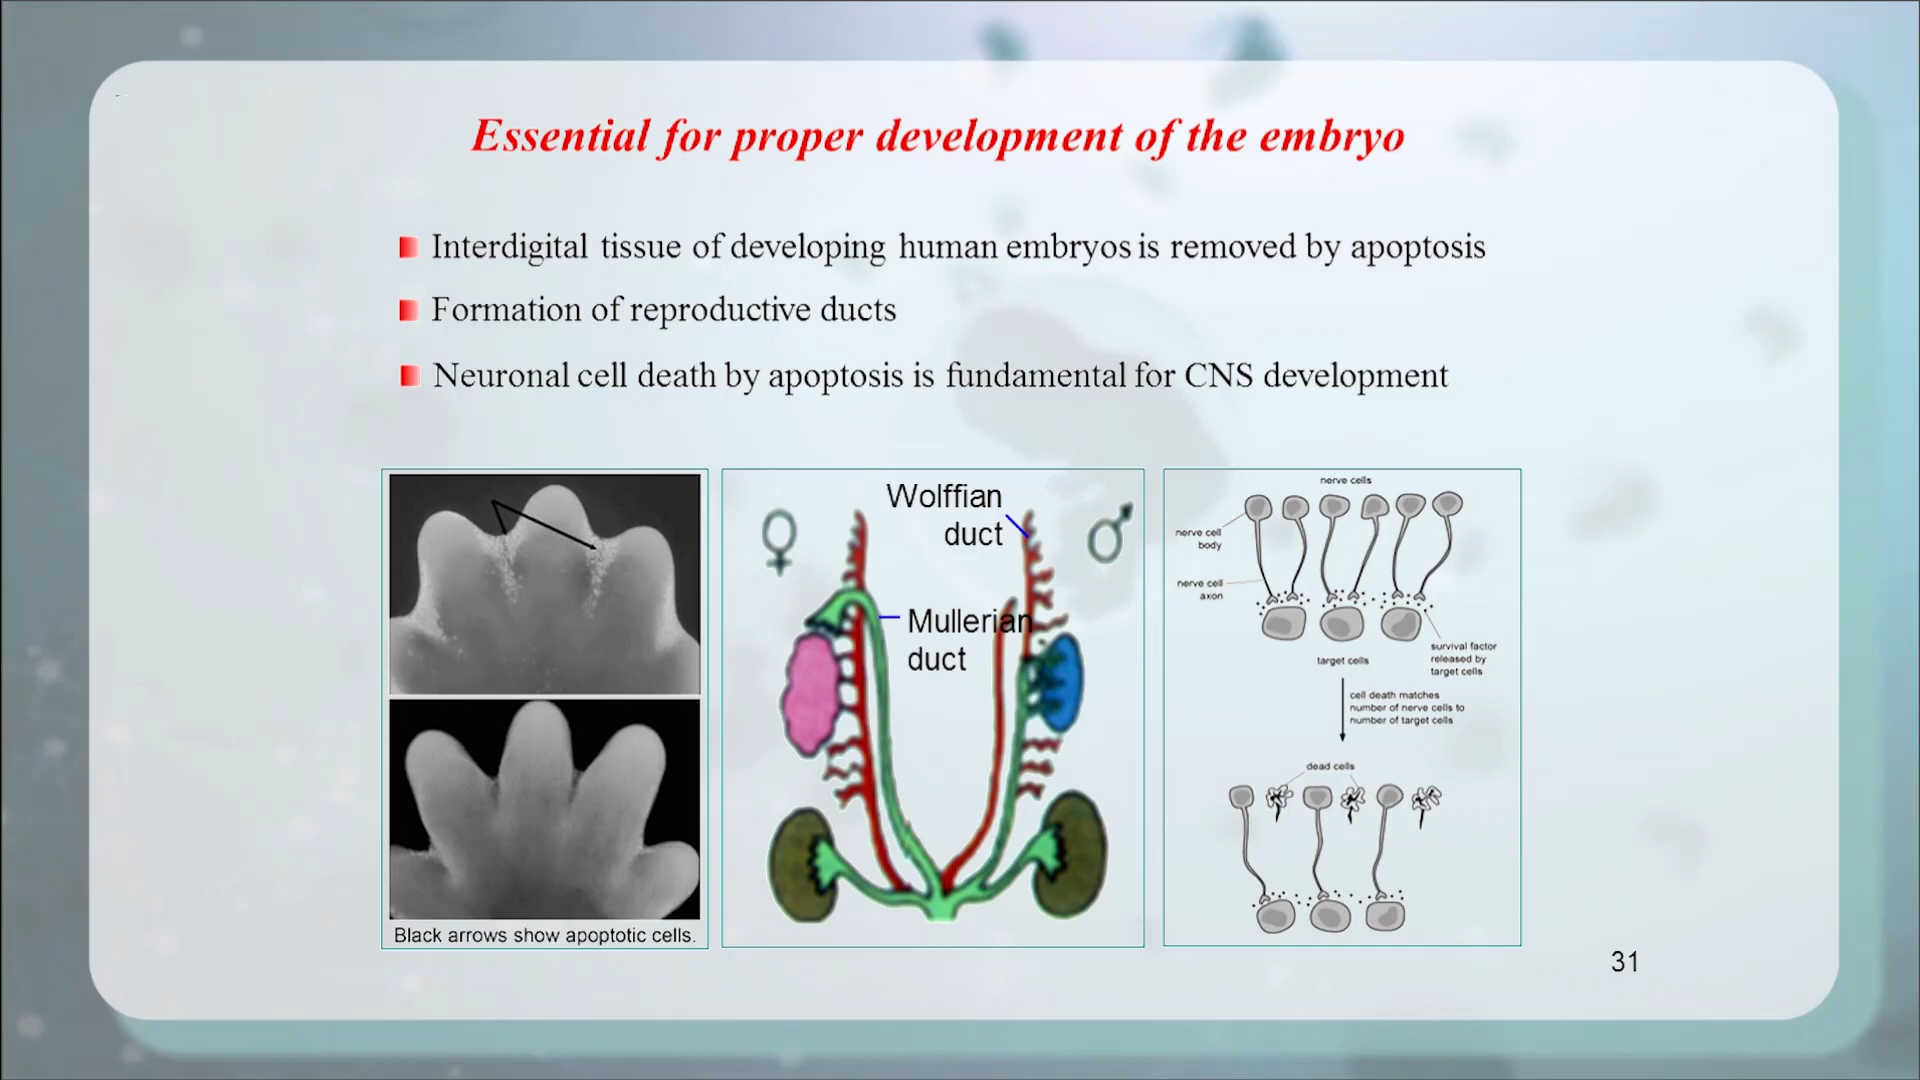 Essential for proper development of the embryo
Interdigital tissue of developing human embryos is removed by apoptosis
Formation of reproductive ducts
Neuronal cell death by apoptosis is fundamental for CNS development
Black arrows show apoptotic cells.
Wolffian
duct
Mullerian
duct
nerve cells
nerve cell
body
nerve cell
axon
survival factor
released by
target cells
target cells
cell death matches
number of nerve cells to
number of target cells
dead cells
31